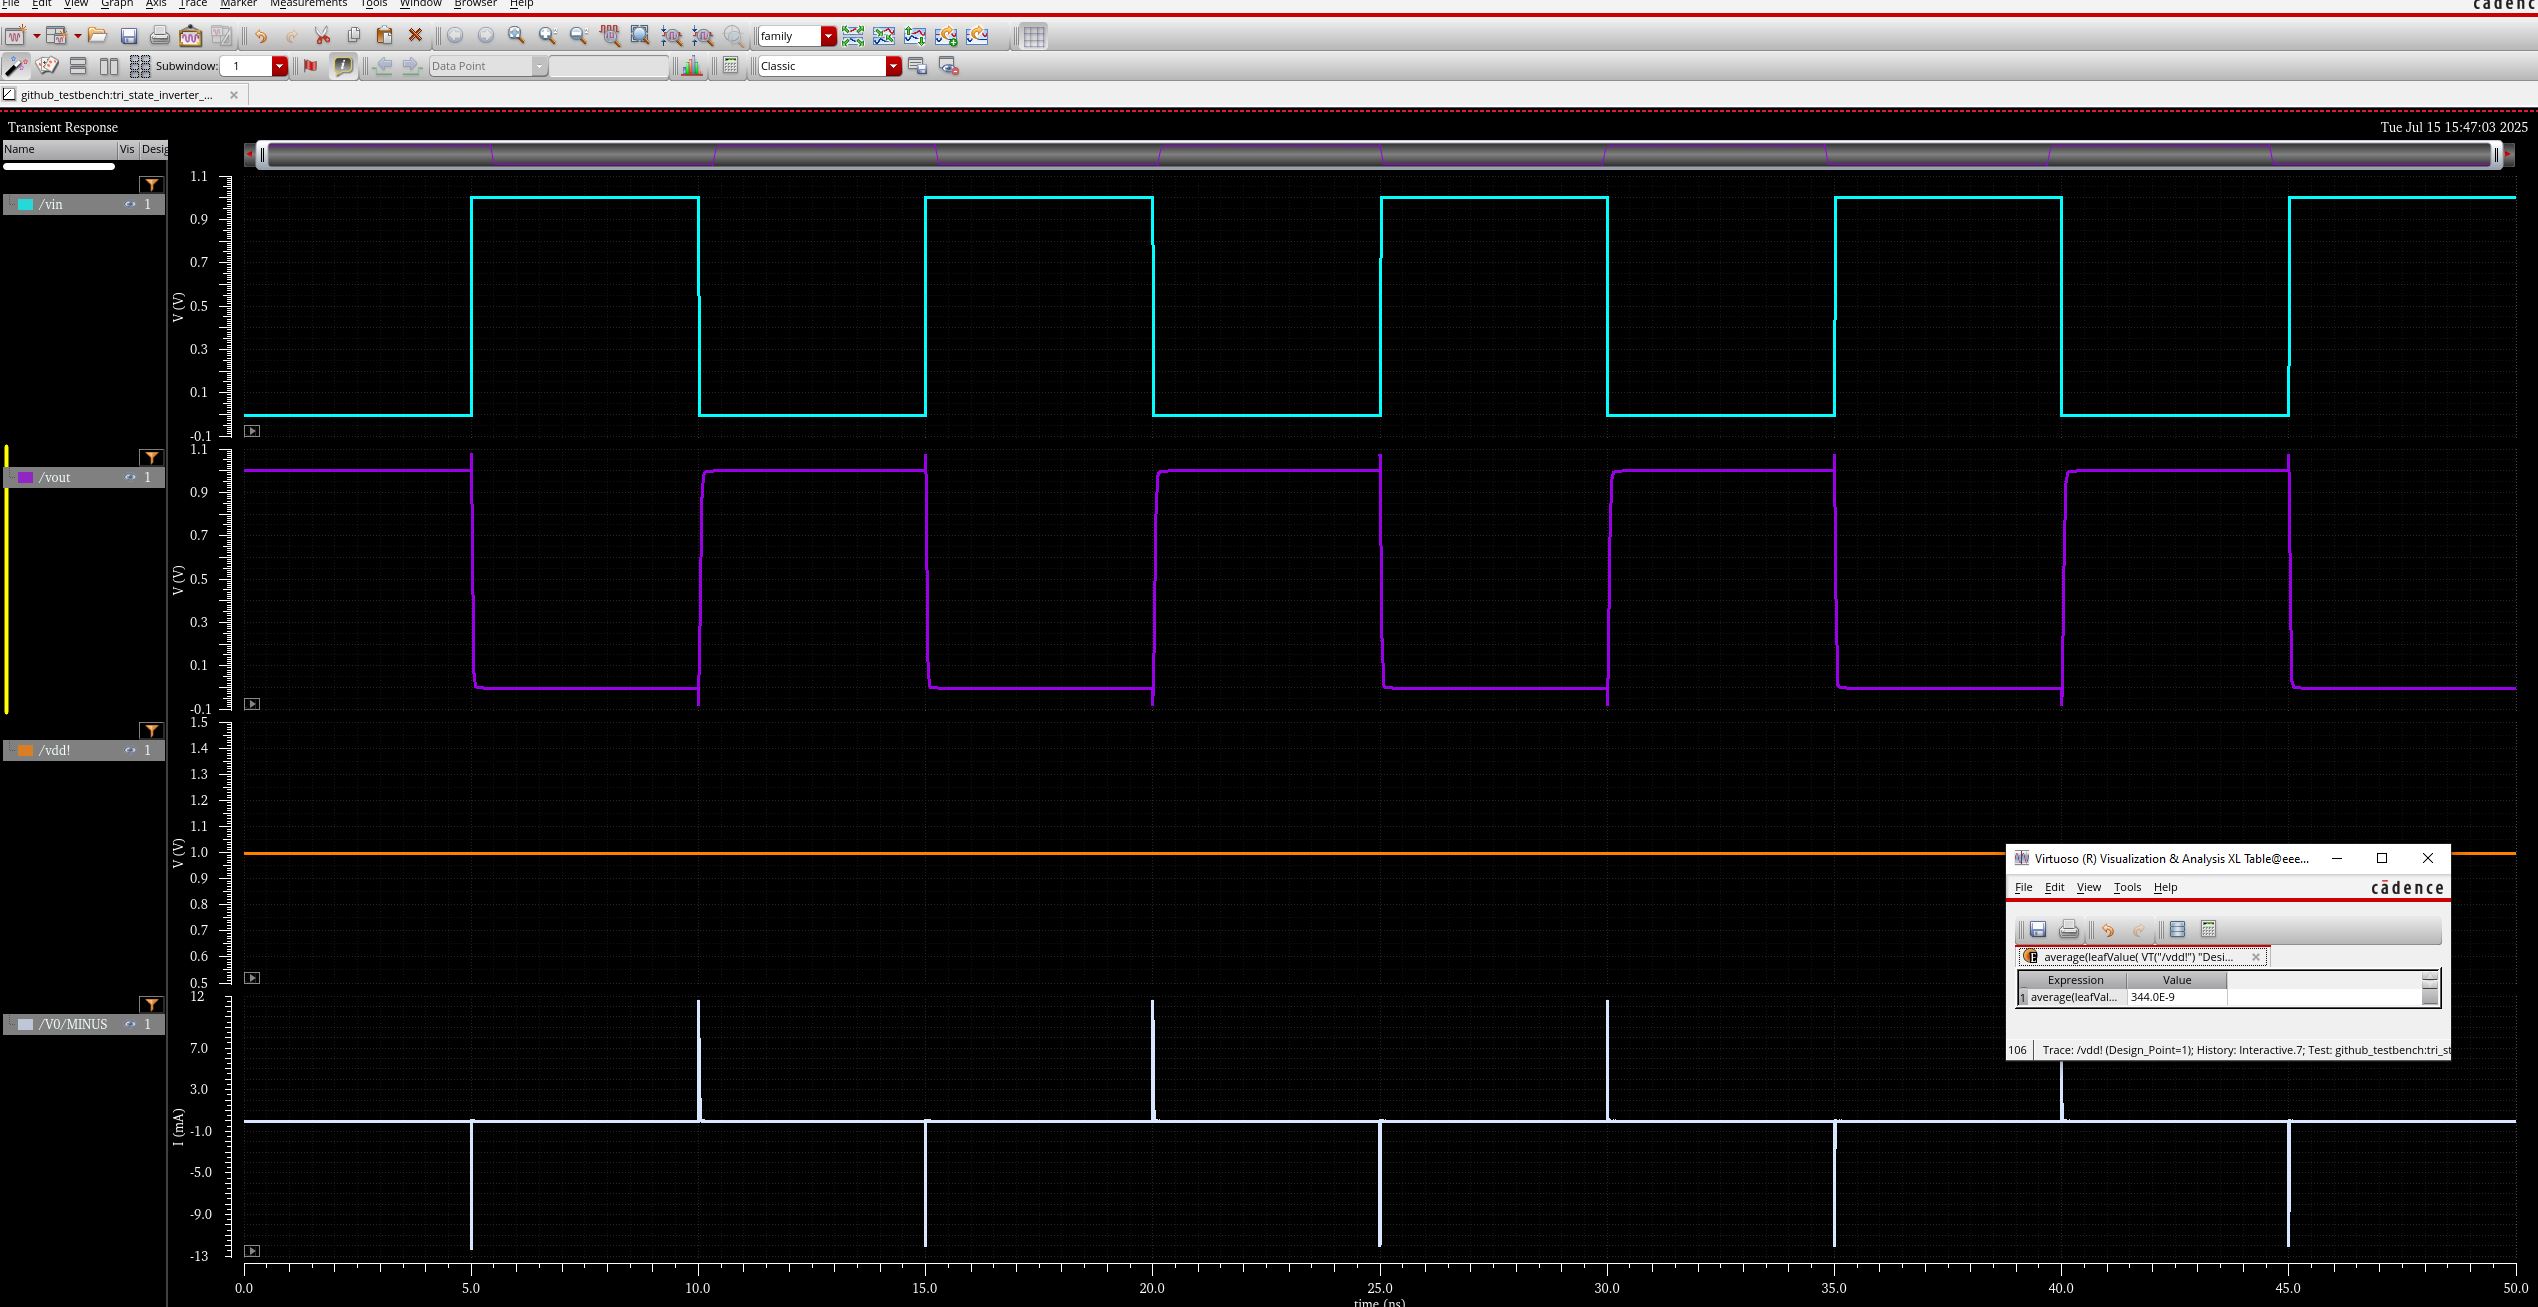 File Edit View Graph Axis Trace Marker Measurements Tools Window Browser Help
cādenc
family
Subwindow: 1 Data Point Classic
github_testbench:tri_state_inverter_...
Transient Response
Tue Jul 15 15:47:03 2025
Name Vis Desig
1.1
/vin 1
0.9
0.7
V (V) 0.5
0.3
0.1
-0.1
1.1
/vout 1
0.9
0.7
V (V) 0.5
0.3
0.1
-0.1
1.5
/vdd! 1
1.4
1.3
1.2
1.1
V (V) 1.0
0.9
0.8
0.7
0.6
0.5
12
/V0/MINUS 1
7.0
3.0
I (mA) -1.0
-5.0
-9.0
-13
0.0 5.0 10.0 15.0 20.0 25.0 30.0 35.0 40.0 45.0 50.0
time (ns)
Virtuoso (R) Visualization & Analysis XL Table@eee...
File Edit View Tools Help cādence
average(leafValue( VT("/vdd!") "Desi...
Expression Value
1 average(leafVal... 344.0E-9
106 Trace: /vdd! (Design_Point=1); History: Interactive.7; Test: github_testbench:tri_st